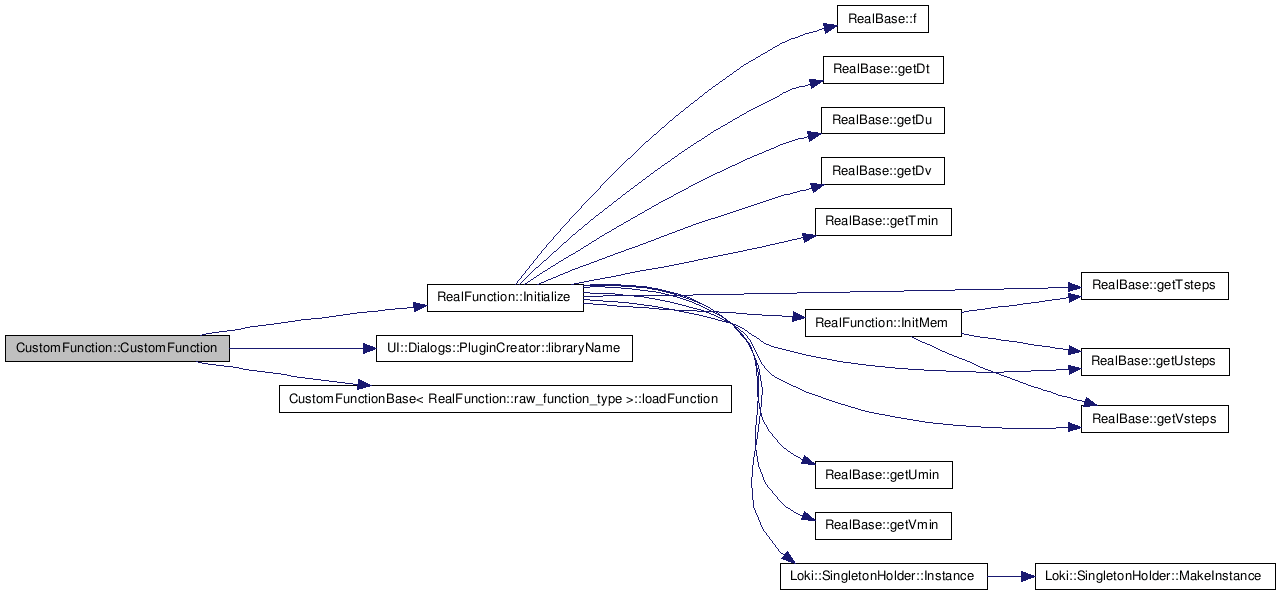 RealBase::f
RealBase::getDt
RealBase::getDu
RealBase::getDv
RealBase::getTmin
RealBase::getTsteps
RealFunction::Initialize
RealFunction::InitMem
CustomFunction::CustomFunction
UI::Dialogs::PluginCreator::libraryName
RealBase::getUsteps
CustomFunctionBase< RealFunction::raw_function_type >::loadFunction
RealBase::getVsteps
RealBase::getUmin
RealBase::getVmin
Loki::SingletonHolder::Instance
Loki::SingletonHolder::MakeInstance